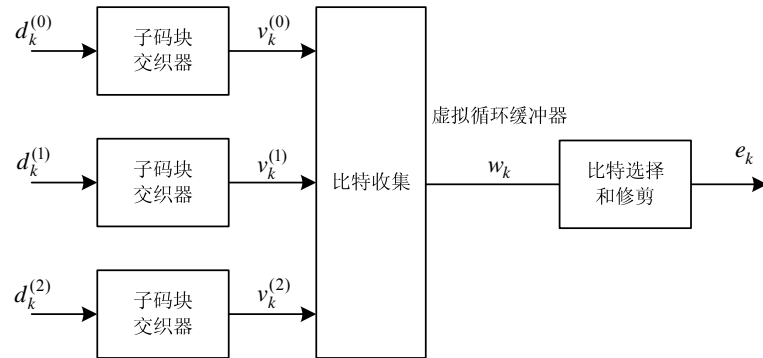 d_k^{(0)}
子码块
交织器
v_k^{(0)}
虚拟循环缓冲器
d_k^{(1)}
子码块
交织器
v_k^{(1)}
比特收集
w_k
比特选择
和修剪
e_k
d_k^{(2)}
子码块
交织器
v_k^{(2)}